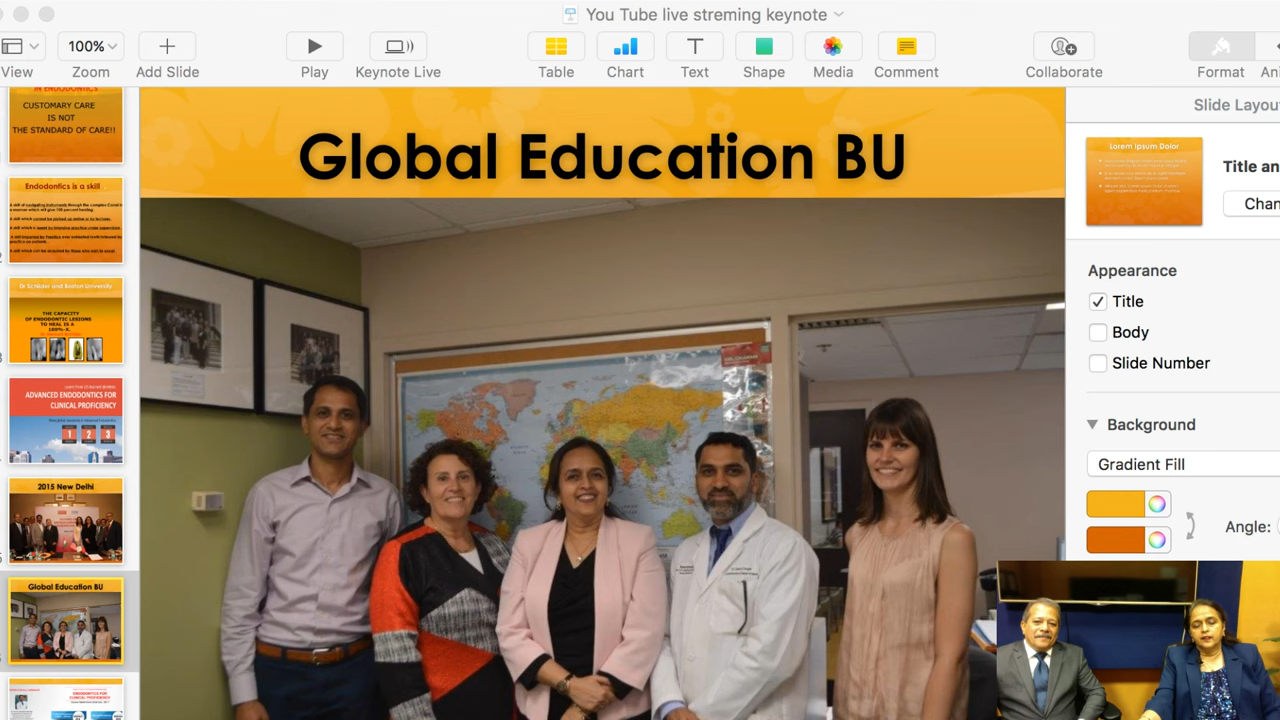 You Tube live streming keynote
View
100%
Zoom
Add Slide
Play
Keynote Live
Table
Chart
Text
Shape
Media
Comment
Collaborate
Format
Slide Layou
IN ENDODONTICS
CUSTOMARY CARE
IS NOT
THE STANDARD OF CARE!!
Endodontics is a skill
Dr Schilder and Boston University
THE CAPACITY
OF ENDODONTIC LESIONS
TO HEAL IS A
ADVANCED ENDODONTICS FOR
CLINICAL PROFICIENCY
1 2 3
2015 New Delhi
Global Education BU
ENDODONTICS FOR
CLINICAL PROFICIENCY
Global Education BU
Lorem Ipsum Dolor
Title an
Chan
Appearance
Title
Body
Slide Number
Background
Gradient Fill
Angle: